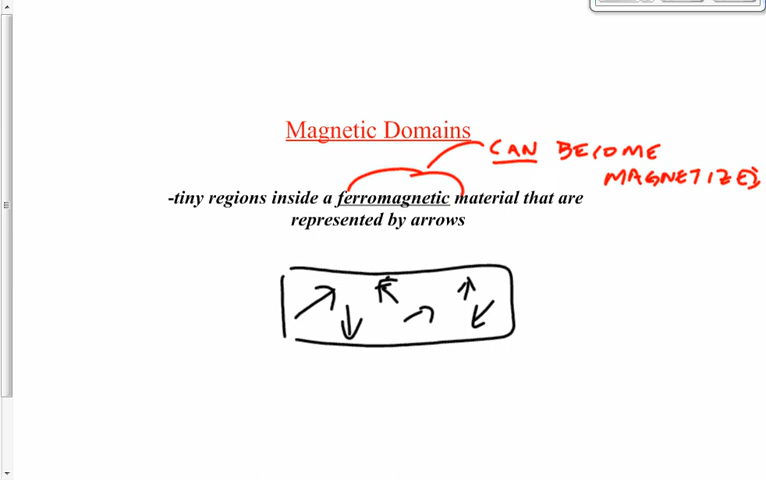 Magnetic Domains
CAN BECOME
MAGNETIZED
-tiny regions inside a ferromagnetic material that are
represented by arrows